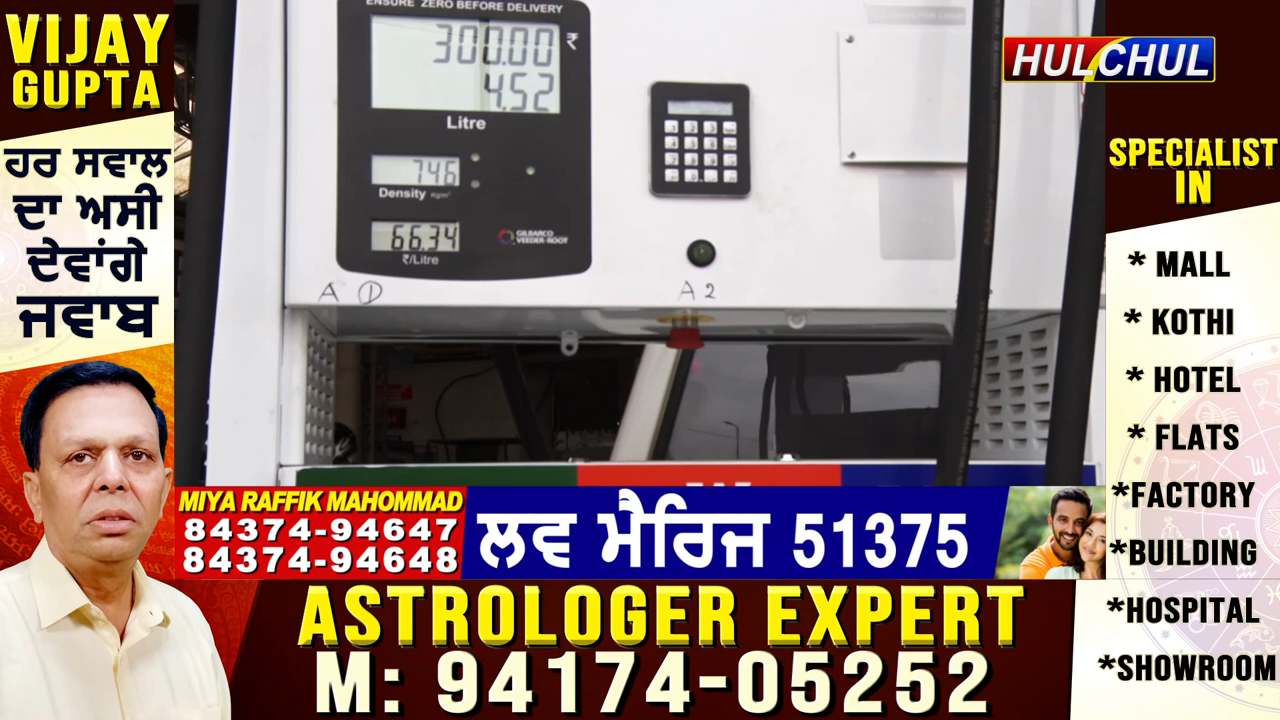 VIJAY
GUPTA
ਹਰ ਸਵਾਲ
ਦਾ ਅਸੀ
ਦੇਵਾਂਗੇ
ਜਵਾਬ
ENSURE ZERO BEFORE DELIVERY
300.00 ₹
4.52
Litre
746
Density Kg/m³
66.34
₹/Litre
GILBARCO
VEEDER-ROOT
A 1
A 2
HULCHUL
SPECIALIST
IN
* MALL
* KOTHI
* HOTEL
* FLATS
*FACTORY
*BUILDING
*HOSPITAL
*SHOWROOM
MIYA RAFFIK MAHOMMAD
84374-94647
84374-94648
ਲਵ ਮੈਰਿਜ 51375
ASTROLOGER EXPERT
M: 94174-05252